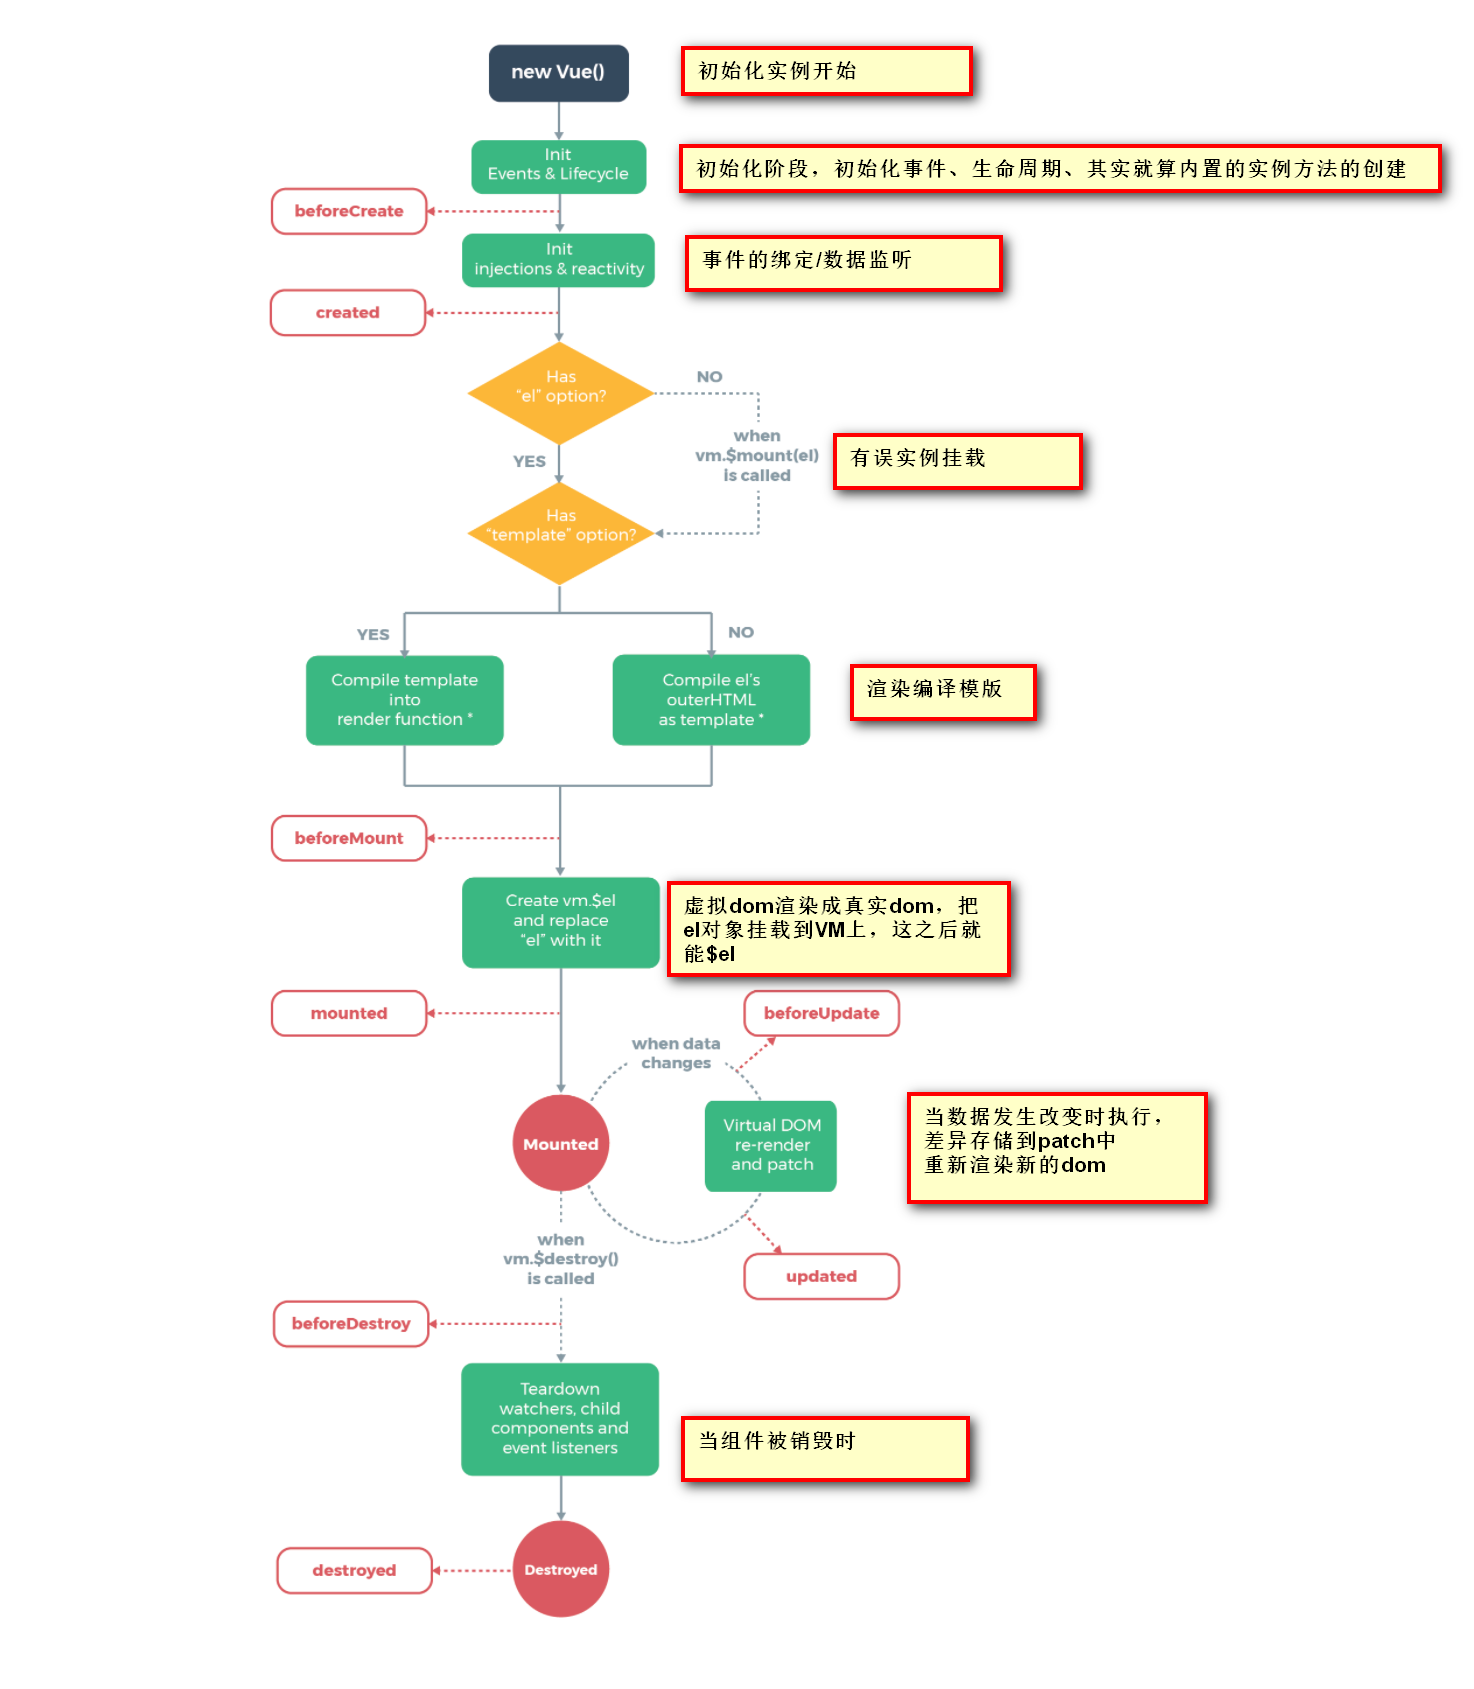 new Vue()
初始化实例开始
Init
Events & Lifecycle
初始化阶段，初始化事件、生命周期、其实就算内置的实例方法的创建
beforeCreate
Init
injections & reactivity
事件的绑定/数据监听
created
Has
“el” option?
NO
when
vm.$mount(el)
is called
有误实例挂载
YES
Has
“template” option?
YES
NO
Compile template
into
render function *
Compile el’s
outerHTML
as template *
渲染编译模版
beforeMount
Create vm.$el
and replace
“el” with it
虚拟dom渲染成真实dom，把
el对象挂载到VM上，这之后就
能$el
mounted
beforeUpdate
when data
changes
Mounted
Virtual DOM
re-render
and patch
当数据发生改变时执行，
差异存储到patch中
重新渲染新的dom
when
vm.$destroy()
is called
updated
beforeDestroy
Teardown
watchers, child
components and
event listeners
当组件被销毁时
destroyed
Destroyed